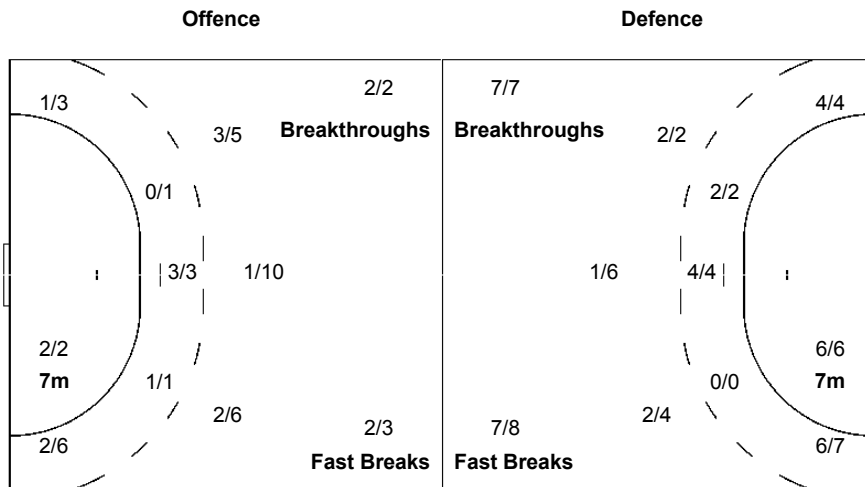 Offence Defence
2/2 7/7
1/3 4/4
3/5 Breakthroughs Breakthroughs 2/2
0/1 2/2
3/3 1/10 1/6 4/4
2/2 6/6
7m 1/1 0/0 7m
2/6 2/3 7/8 2/4
2/6 6/7
Fast Breaks Fast Breaks